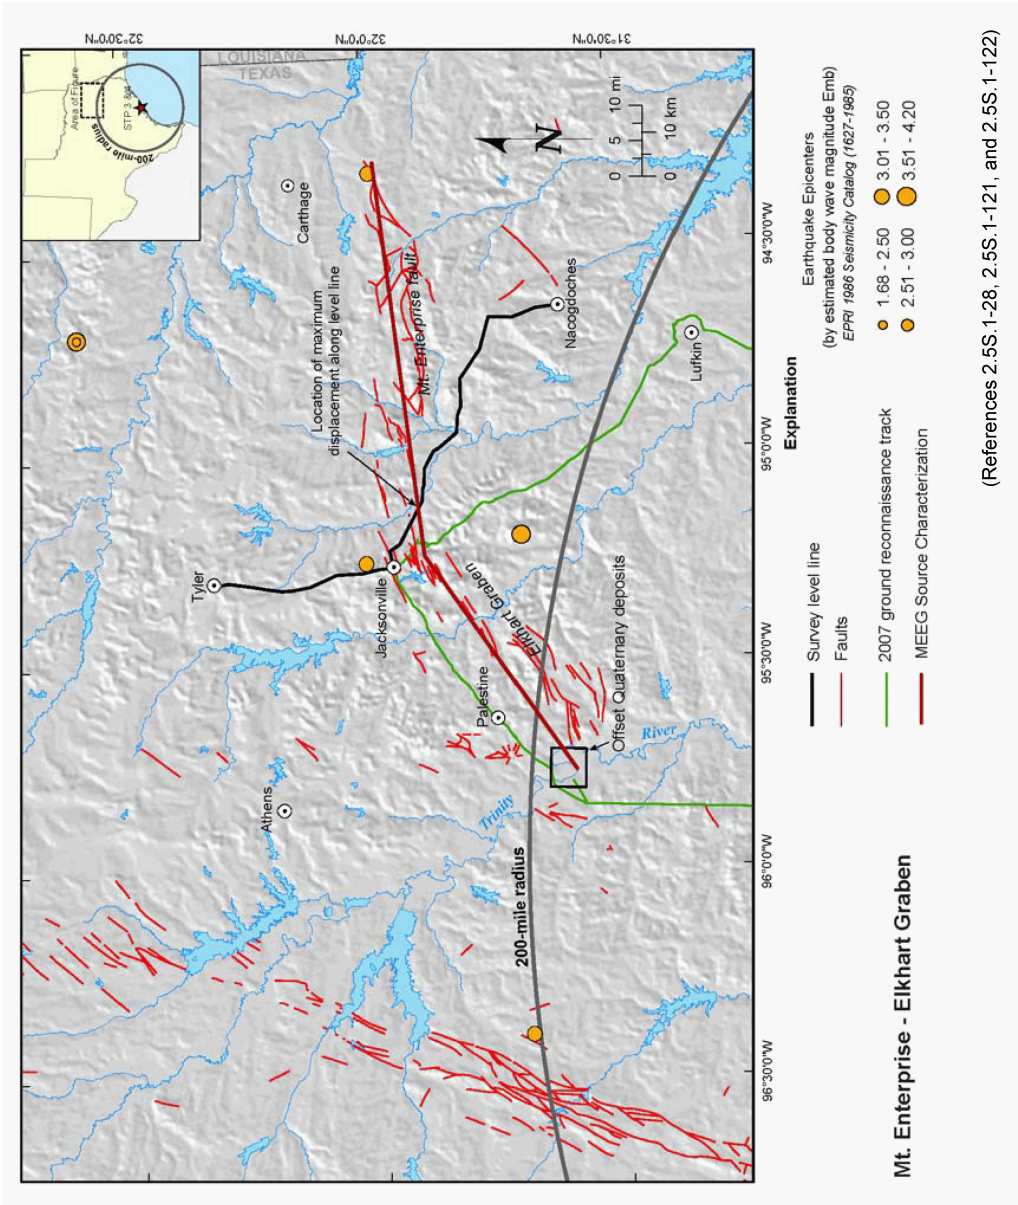 32°30'0"N
32°0'0"N
31°30'0"N
LOUISIANA
TEXAS
Area of Figure
STP 3 &4
200-mile radius
Carthage
Mt. Enterprise fault
Location of maximum
displacement along level line
Nacogdoches
Lufkin
Tyler
Jacksonville
Elkhart Graben
Palestine
Offset Quaternary deposits
Trinity
River
Athens
200-mile radius
N
0 5 10 mi
0 10 km
96°30'0"W
96°0'0"W
95°30'0"W
95°0'0"W
94°30'0"W
Explanation
Survey level line
Faults
2007 ground reconnaissance track
MEEG Source Characterization
Earthquake Epicenters
(by estimated body wave magnitude Emb)
EPRI 1986 Seismicity Catalog (1627-1985)
1.68 - 2.50
2.51 - 3.00
3.01 - 3.50
3.51 - 4.20
Mt. Enterprise - Elkhart Graben
(References 2.5S.1-28, 2.5S.1-121, and 2.5S.1-122)